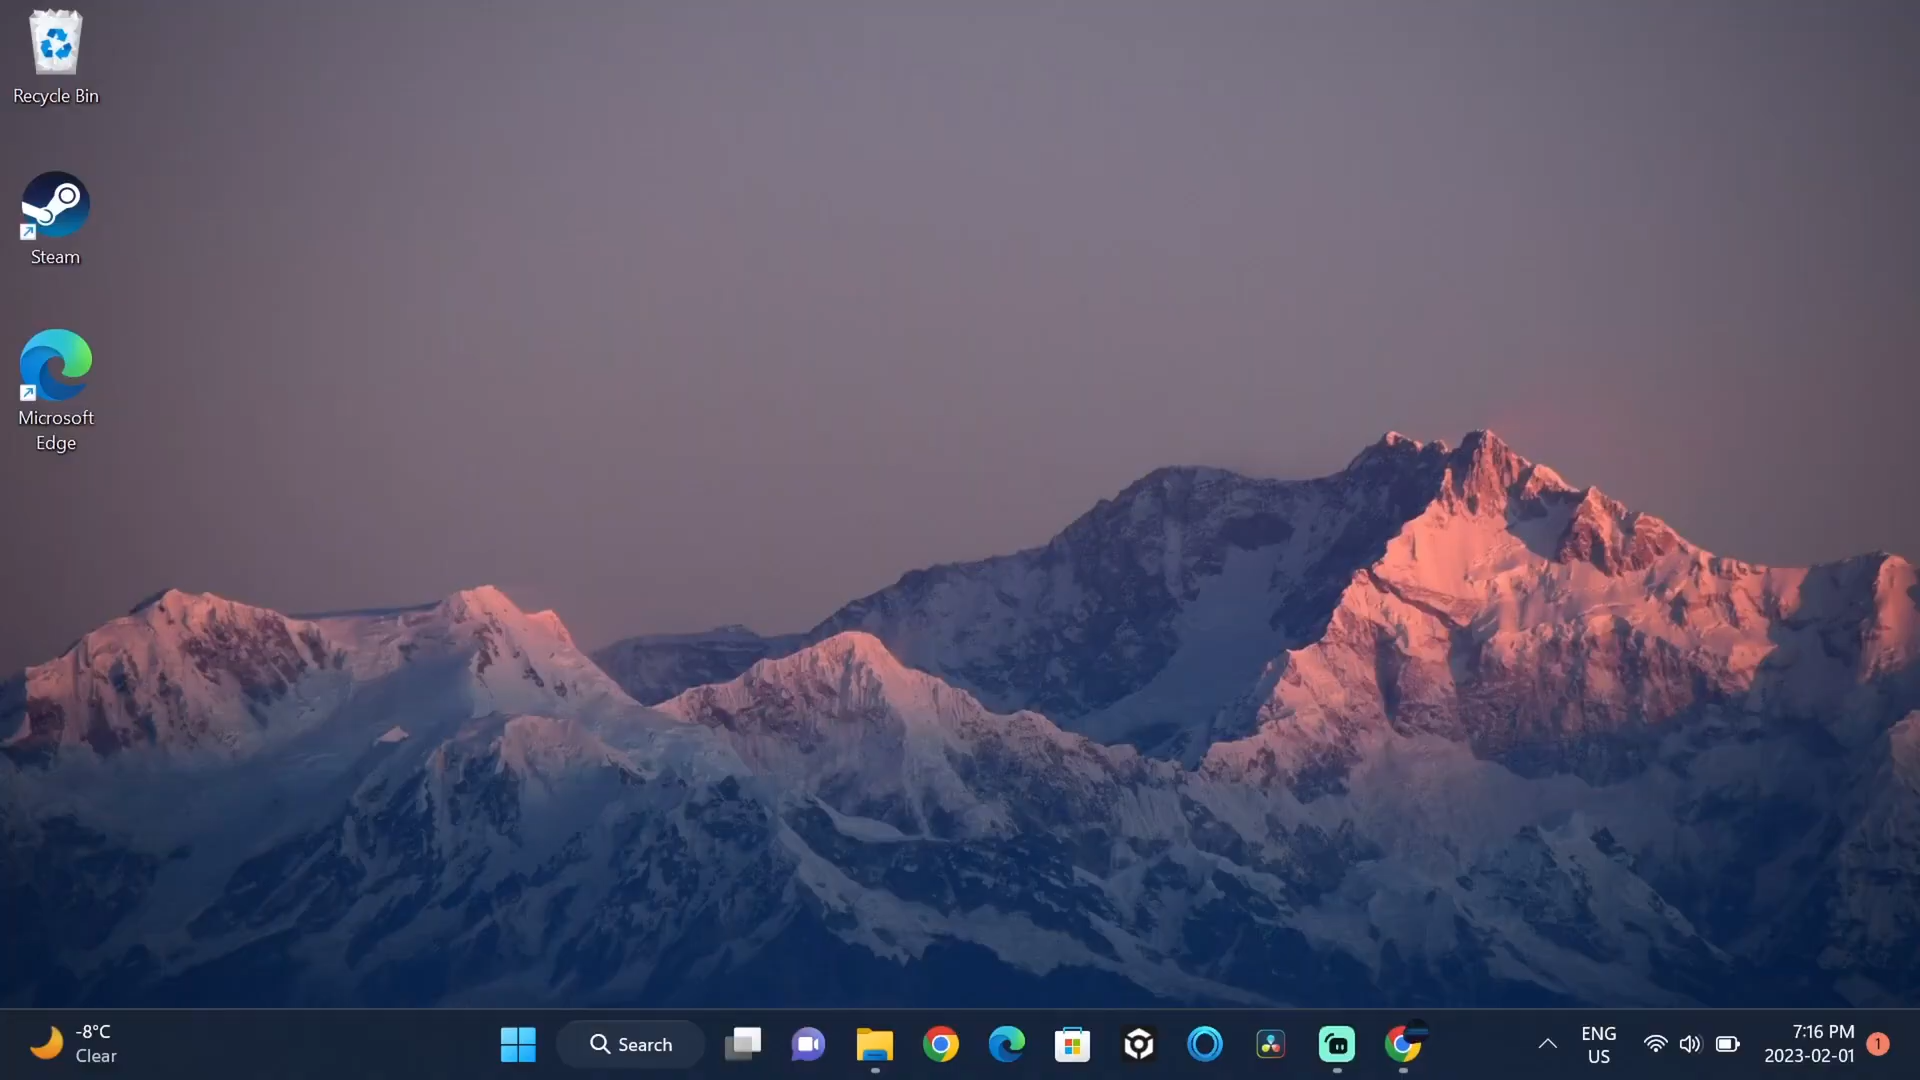 Recycle Bin
Steam
Microsoft
Edge
-8°C
Clear
Search
ENG
US
7:16 PM
2023-02-01
1